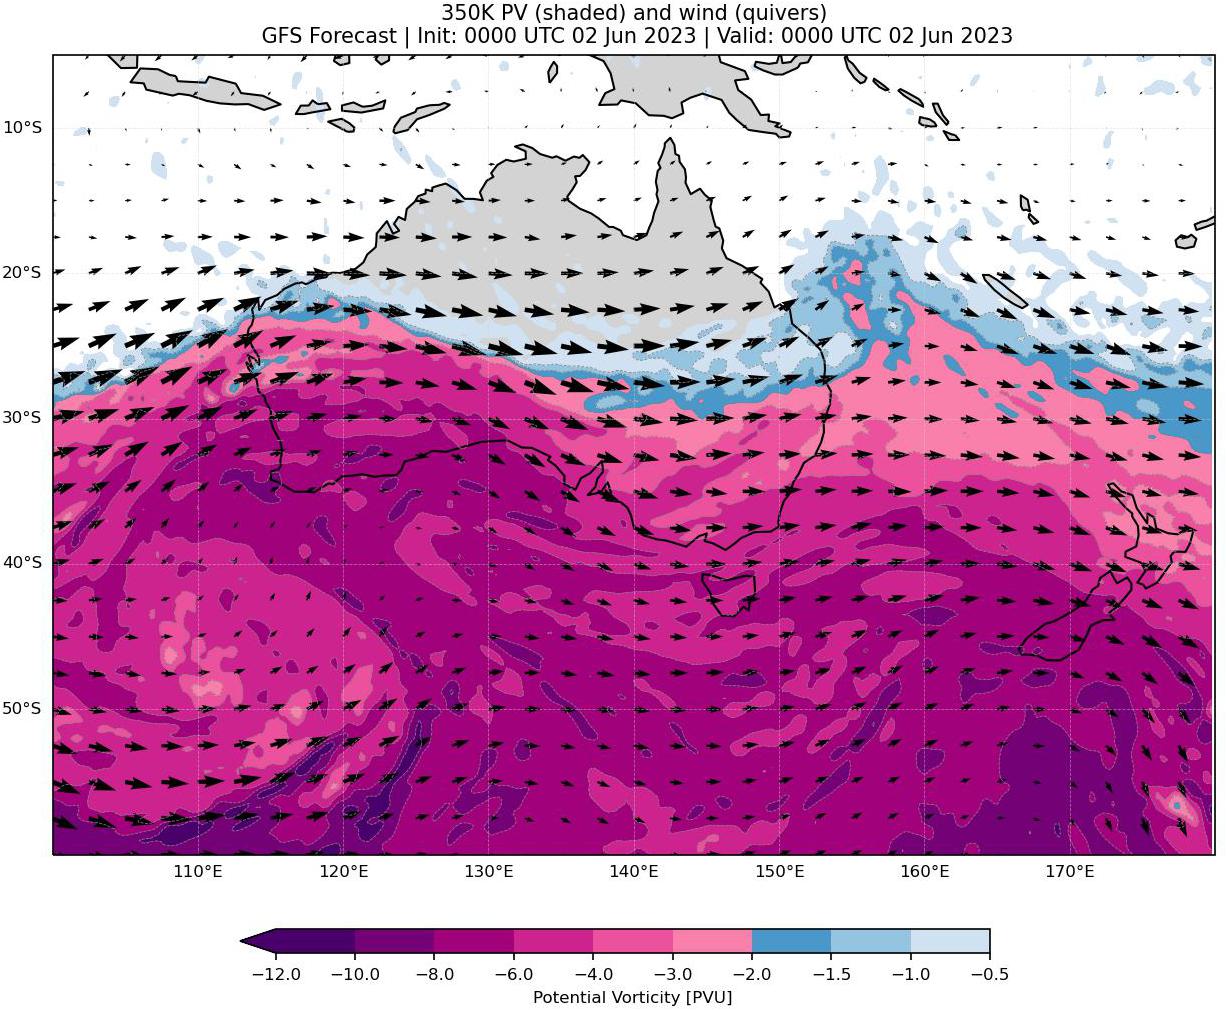 350K PV (shaded) and wind (quivers)
GFS Forecast | Init: 0000 UTC 02 Jun 2023 | Valid: 0000 UTC 02 Jun 2023
10°S
20°S
30°S
40°S
50°S
110°E 120°E 130°E 140°E 150°E 160°E 170°E
−12.0 −10.0 −8.0 −6.0 −4.0 −3.0 −2.0 −1.5 −1.0 −0.5
Potential Vorticity [PVU]